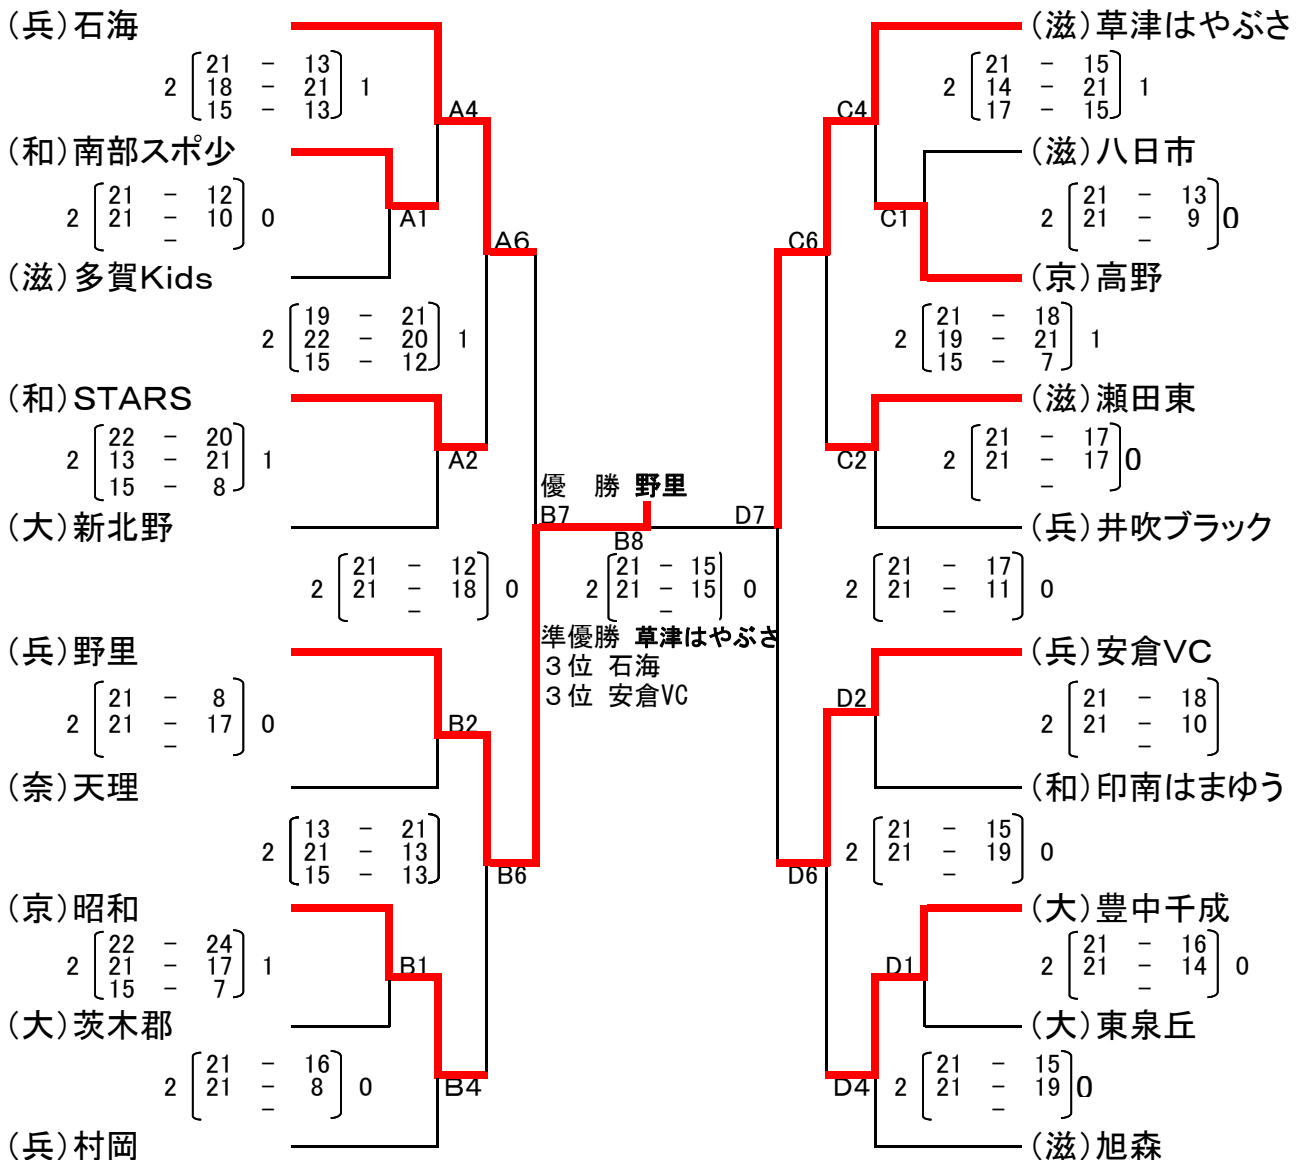 (兵)石海
2 21 - 13 1
18 - 21
15 - 13
A4
(和)南部スポ少
2 21 - 12 0
21 - 10
-
A1
(滋)多賀Kids
A6
2 19 - 21 1
22 - 20
15 - 12
(和)STARS
2 22 - 20 1
13 - 21
15 - 8
A2
(大)新北野
2 21 - 12 0
21 - 18
-
(兵)野里
2 21 - 8 0
21 - 17
-
B2
(奈)天理
2 13 - 21
21 - 13
15 - 13
B6
(京)昭和
2 22 - 24 1
21 - 17
15 - 7
B1
(大)茨木郡
2 21 - 16 0
21 - 8
-
B4
(兵)村岡
優 勝 野里
B7
D7
B8
2 21 - 15 0
21 - 15
-
準優勝 草津はやぶさ
3位 石海
3位 安倉VC
(滋)草津はやぶさ
2 21 - 15 1
14 - 21
17 - 15
C4
(滋)八日市
2 21 - 13 0
21 - 9
-
C1
(京)高野
C6
2 21 - 18 1
19 - 21
15 - 7
(滋)瀬田東
2 21 - 17 0
21 - 17
-
C2
(兵)井吹ブラック
2 21 - 17 0
21 - 11
-
(兵)安倉VC
2 21 - 18
21 - 10
-
D2
(和)印南はまゆう
2 21 - 15 0
21 - 19
-
D6
(大)豊中千成
2 21 - 16 0
21 - 14
-
D1
(大)東泉丘
2 21 - 15 0
21 - 19
-
D4
(滋)旭森